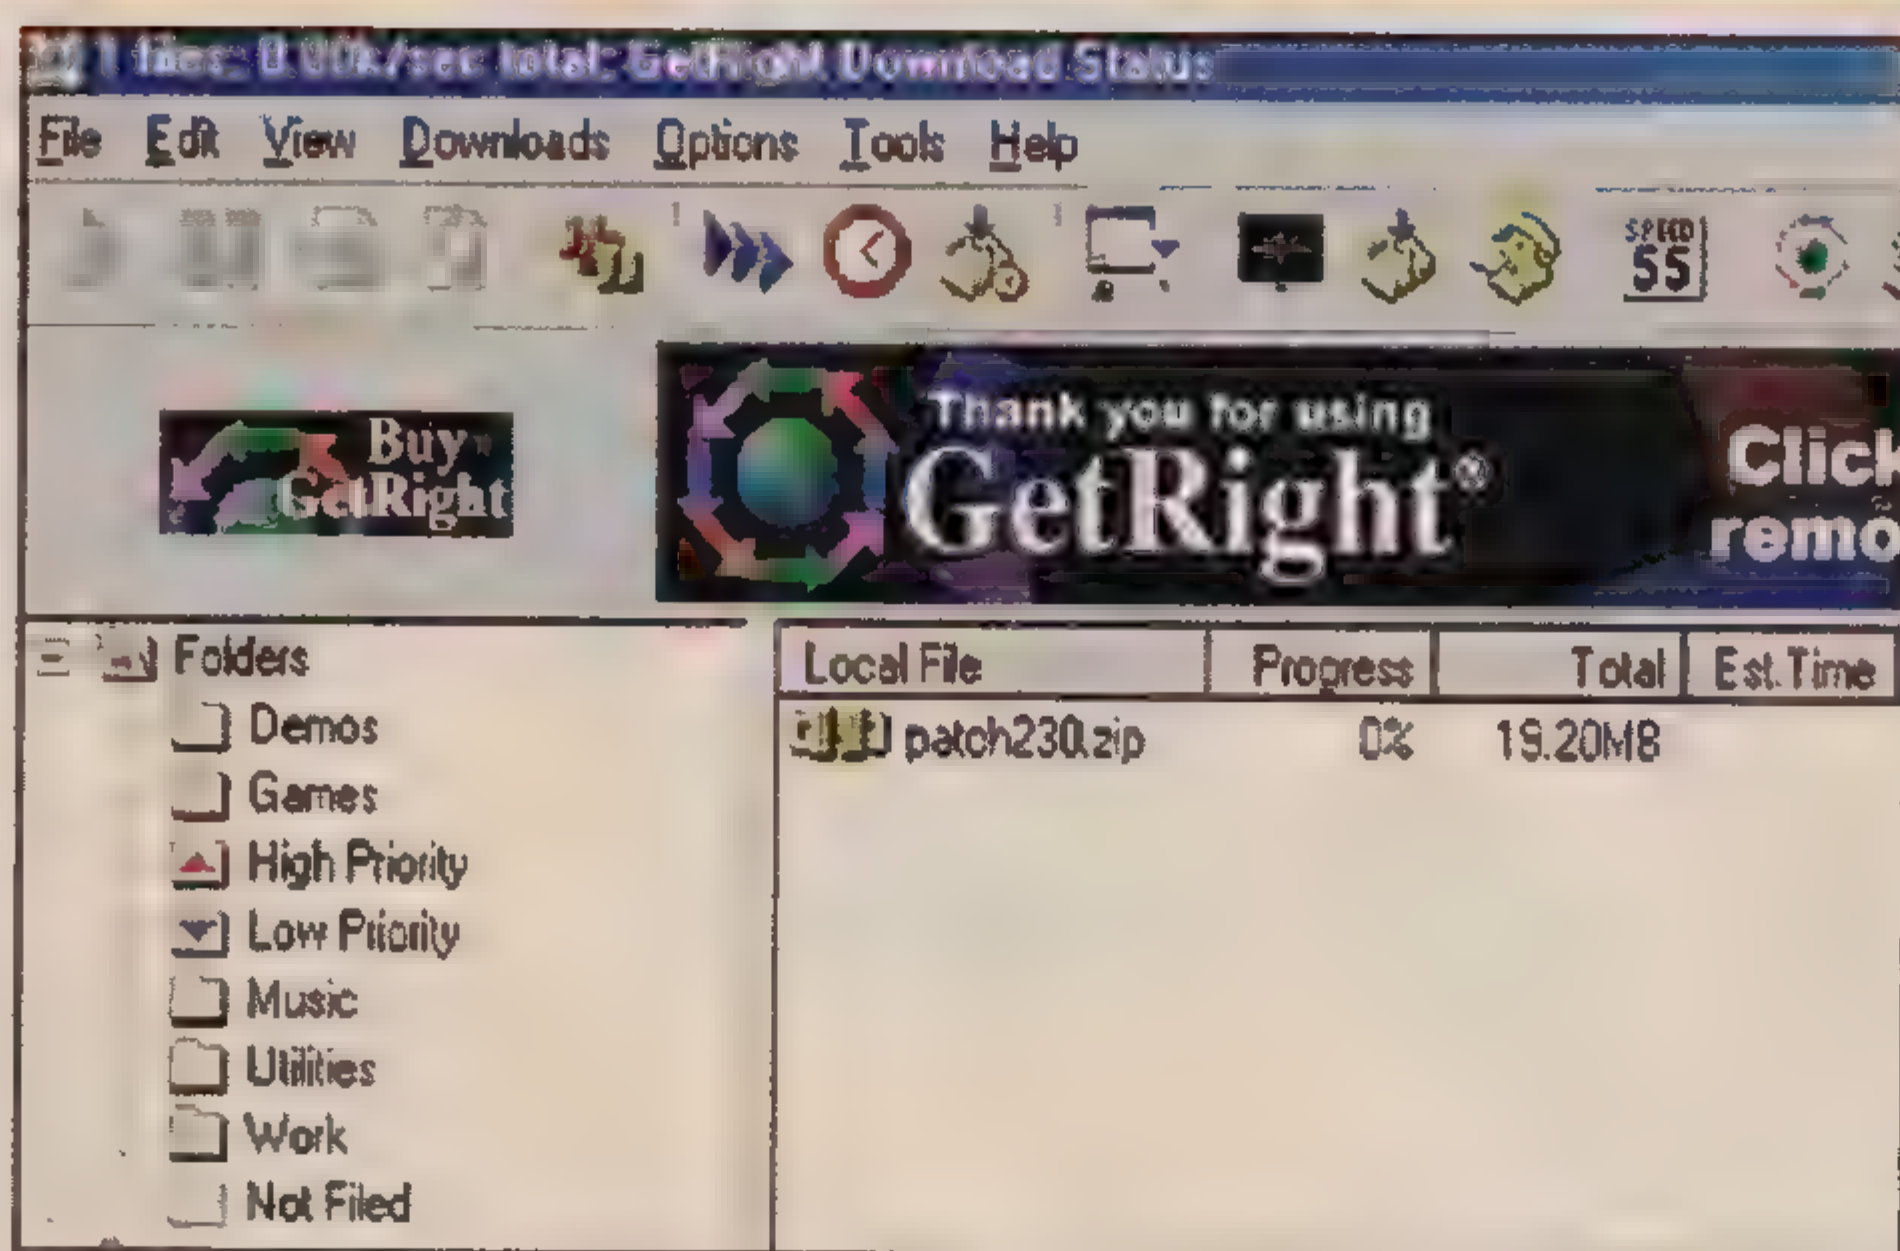 1 files: 0.00k/sec total: GetRight Download Status
File Edit View Downloads Options Tools Help
SPEED
55
Buy
GetRight
Thank you for using
GetRight®
Click
remo
Folders
Demos
Games
High Priority
Low Priority
Music
Utilities
Work
Not Filed
Local File Progress Total Est.Time
patch230.zip 0% 19.20MB